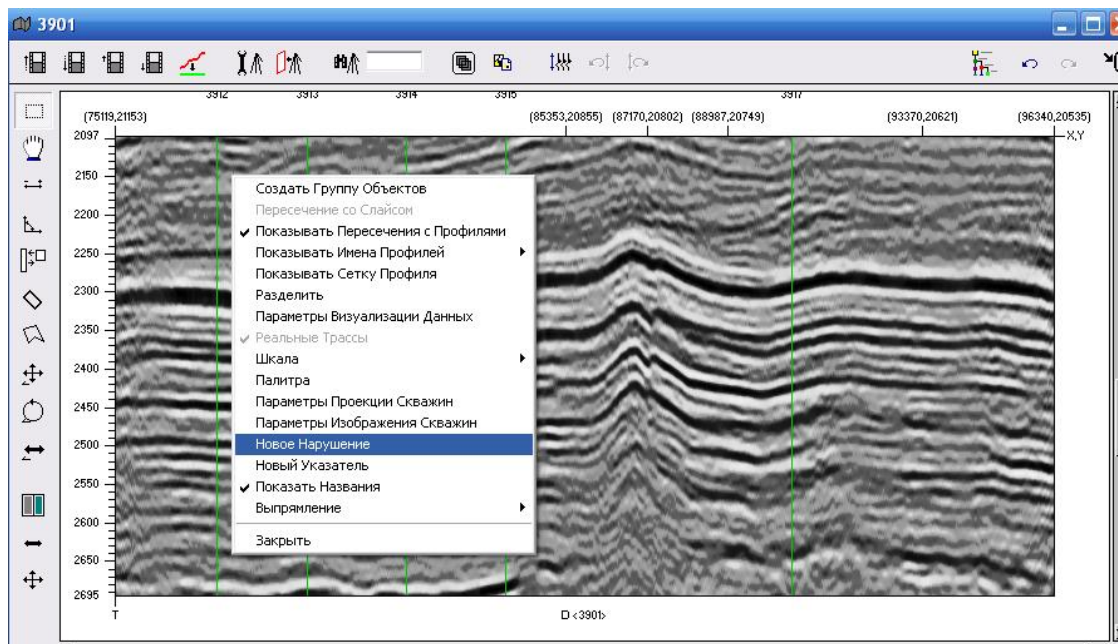 3901
3912 3913 3914 3915 3917
(75119,21153) (85353,20855) (87170,20802) (88987,20749) (93370,20621) (96340,20535)
X,Y
2097
2150
2200
2250
2300
2350
2400
2450
2500
2550
2600
2650
2695
Создать Группу Объектов
Пересечение со Слайсом
Показывать Пересечения с Профилями
Показывать Имена Профилей
Показывать Сетку Профиля
Разделить
Параметры Визуализации Данных
Реальные Трассы
Шкала
Палитра
Параметры Проекции Скважин
Параметры Изображения Скважин
Новое Нарушение
Новый Указатель
Показать Названия
Выпрямление
Закрыть
T
D <3901>